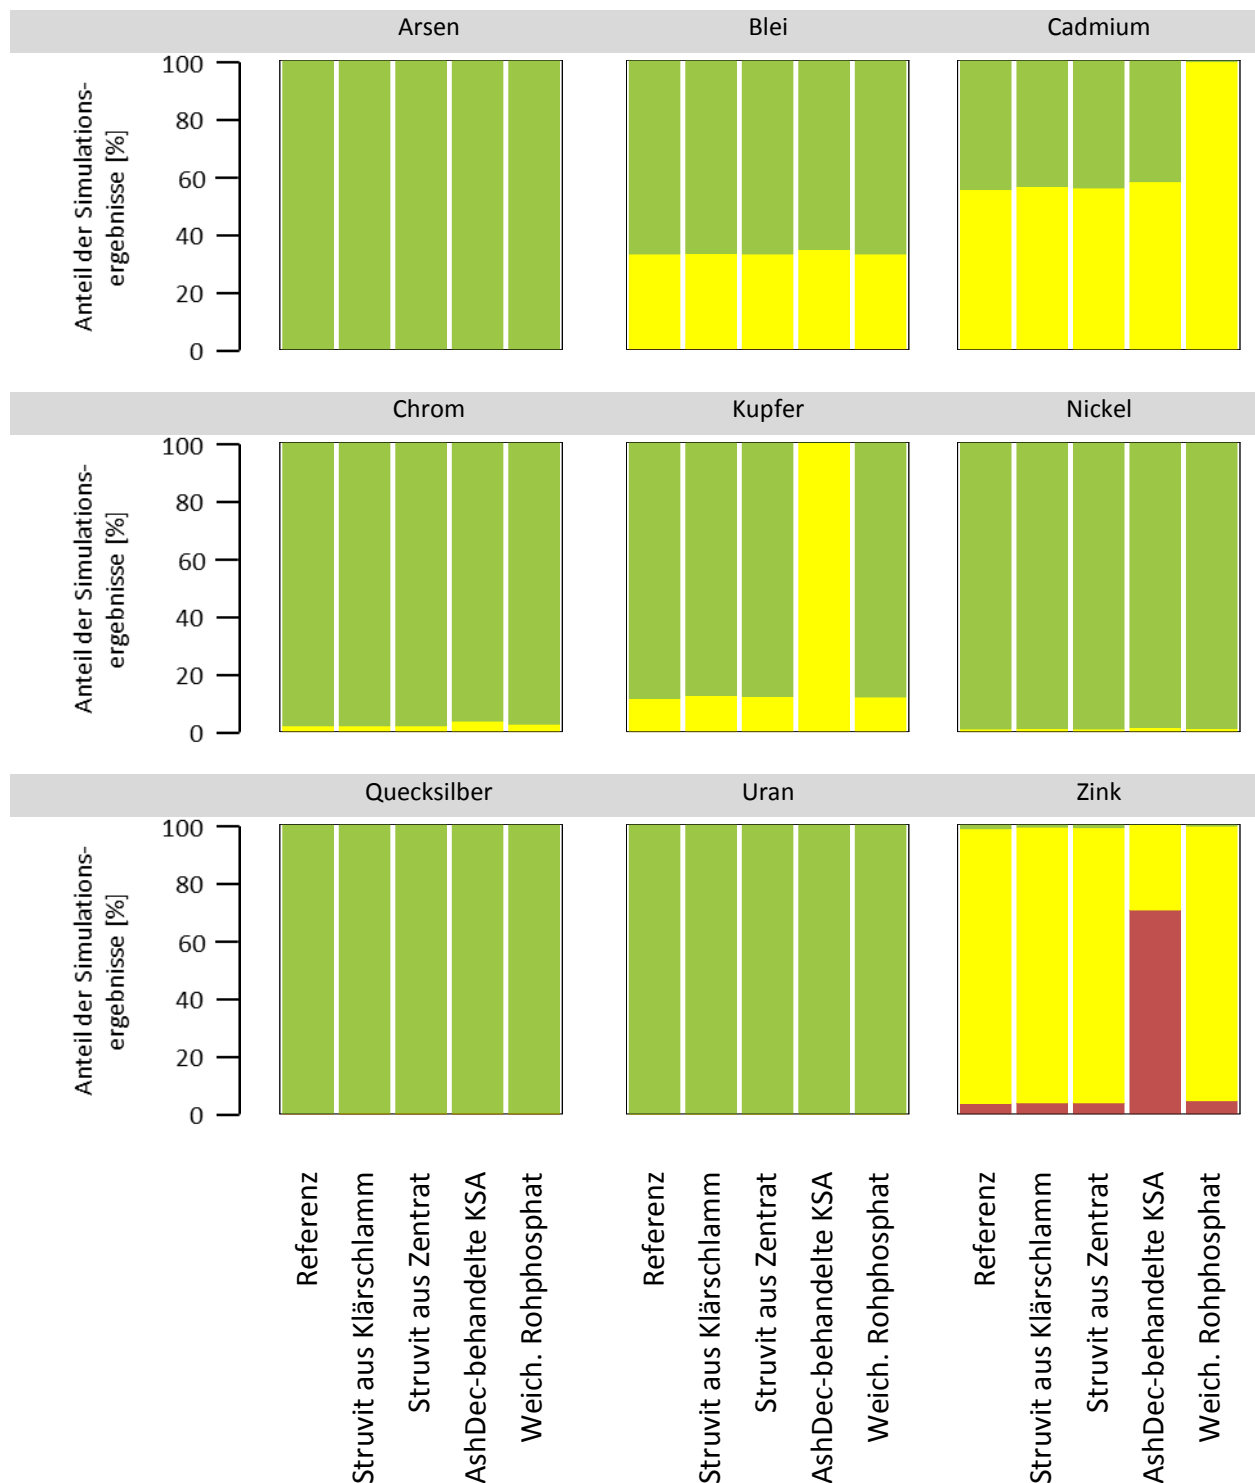 Arsen Blei Cadmium
Anteil der Simulations-
ergebnisse [%]
100
80
60
40
20
0
Chrom Kupfer Nickel
Anteil der Simulations-
ergebnisse [%]
100
80
60
40
20
0
Quecksilber Uran Zink
Anteil der Simulations-
ergebnisse [%]
100
80
60
40
20
0
Referenz
Struvit aus Klärschlamm
Struvit aus Zentrat
AshDec-behandelte KSA
Weich. Rohphosphat
Referenz
Struvit aus Klärschlamm
Struvit aus Zentrat
AshDec-behandelte KSA
Weich. Rohphosphat
Referenz
Struvit aus Klärschlamm
Struvit aus Zentrat
AshDec-behandelte KSA
Weich. Rohphosphat